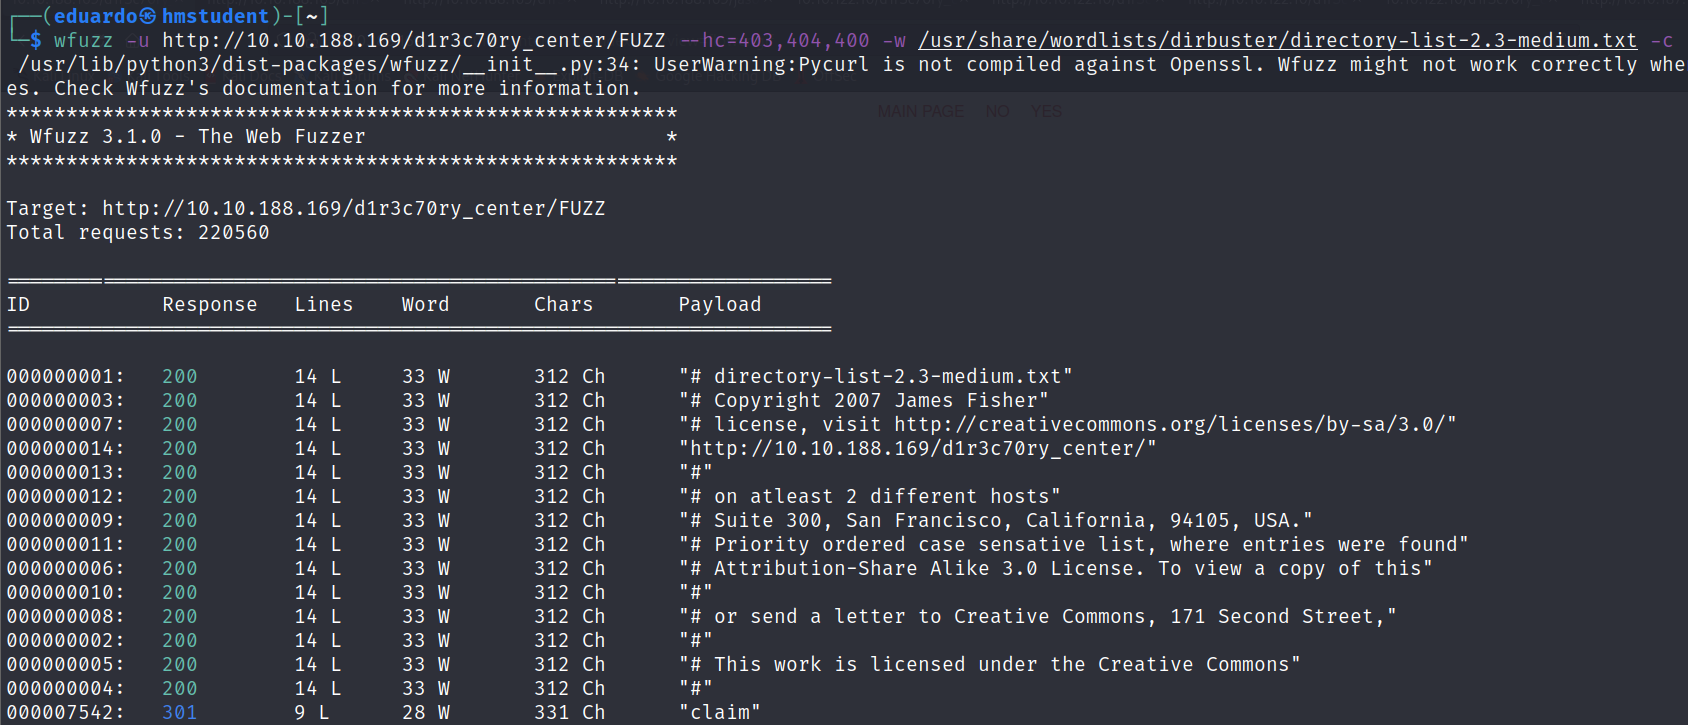 ┌──(eduardo㉿hmstudent)-[~]
└─$ wfuzz -u http://10.10.188.169/d1r3c70ry_center/FUZZ --hc=403,404,400 -w /usr/share/wordlists/dirbuster/directory-list-2.3-medium.txt -c
/usr/lib/python3/dist-packages/wfuzz/__init__.py:34: UserWarning:Pycurl is not compiled against Openssl. Wfuzz might not work correctly whe
es. Check Wfuzz's documentation for more information.
********************************************************
* Wfuzz 3.1.0 - The Web Fuzzer                         *
********************************************************
MAIN PAGE NO YES
Target: http://10.10.188.169/d1r3c70ry_center/FUZZ
Total requests: 220560
=====================================================================
ID           Response   Lines    Word       Chars       Payload
=====================================================================
000000001:   200        14 L     33 W       312 Ch      "# directory-list-2.3-medium.txt"
000000003:   200        14 L     33 W       312 Ch      "# Copyright 2007 James Fisher"
000000007:   200        14 L     33 W       312 Ch      "# license, visit http://creativecommons.org/licenses/by-sa/3.0/"
000000014:   200        14 L     33 W       312 Ch      "http://10.10.188.169/d1r3c70ry_center/"
000000013:   200        14 L     33 W       312 Ch      "#"
000000012:   200        14 L     33 W       312 Ch      "# on atleast 2 different hosts"
000000009:   200        14 L     33 W       312 Ch      "# Suite 300, San Francisco, California, 94105, USA."
000000011:   200        14 L     33 W       312 Ch      "# Priority ordered case sensative list, where entries were found"
000000006:   200        14 L     33 W       312 Ch      "# Attribution-Share Alike 3.0 License. To view a copy of this"
000000010:   200        14 L     33 W       312 Ch      "#"
000000008:   200        14 L     33 W       312 Ch      "# or send a letter to Creative Commons, 171 Second Street,"
000000002:   200        14 L     33 W       312 Ch      "#"
000000005:   200        14 L     33 W       312 Ch      "# This work is licensed under the Creative Commons"
000000004:   200        14 L     33 W       312 Ch      "#"
000007542:   301        9 L      28 W       331 Ch      "claim"